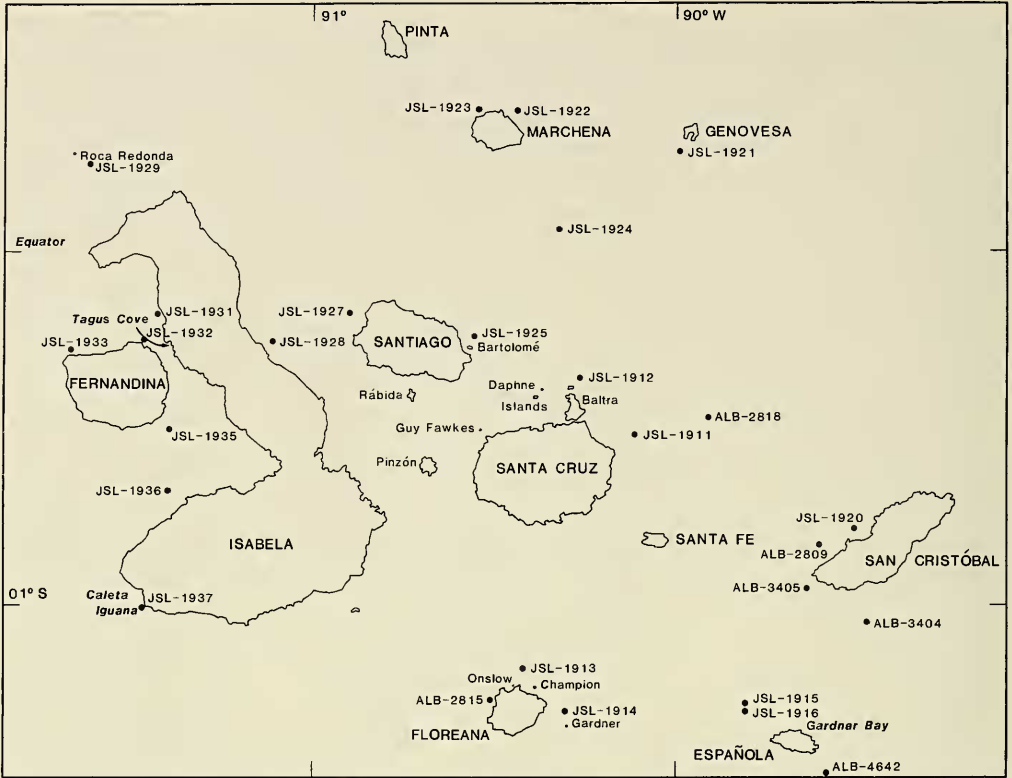 91°
90° W
PINTA
JSL-1923
JSL-1922
MARCHENA
GENOVESA
JSL-1921
Roca Redonda
JSL-1929
JSL-1924
Equator
Tagus Cove
JSL-1931
JSL-1932
JSL-1933
JSL-1927
JSL-1928
SANTIAGO
JSL-1925
Bartolomé
FERNANDINA
Rábida
Daphne
Islands
JSL-1912
Baltra
ALB-2818
JSL-1911
Guy Fawkes
JSL-1935
Pinzón
SANTA CRUZ
JSL-1936
ISABELA
SANTA FE
JSL-1920
ALB-2809
SAN CRISTÓBAL
ALB-3405
01° S
Caleta
Iguana
JSL-1937
ALB-3404
JSL-1913
Onslow
Champion
ALB-2815
JSL-1914
Gardner
FLOREANA
JSL-1915
JSL-1916
Gardner Bay
ESPAÑOLA
ALB-4642